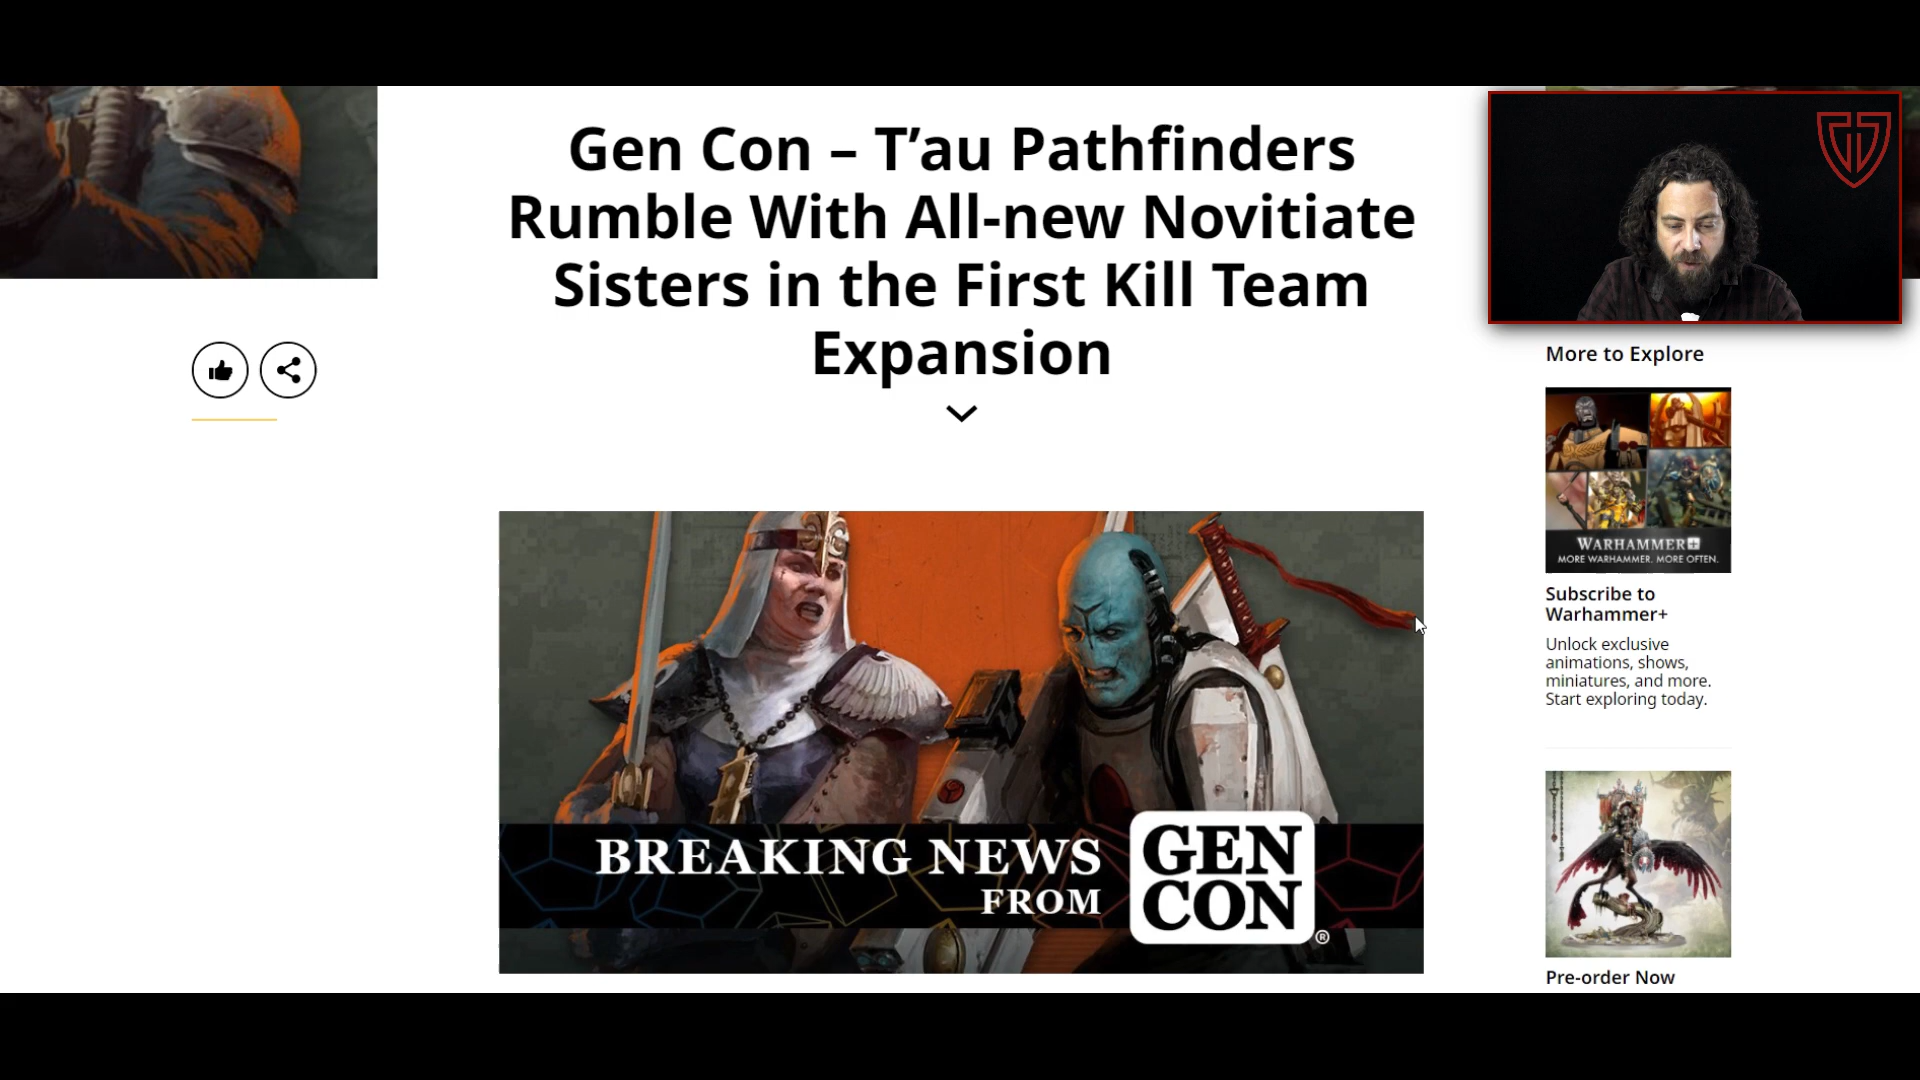 Gen Con – T’au Pathfinders
Rumble With All-new Novitiate
Sisters in the First Kill Team
Expansion
BREAKING NEWS
FROM
GEN
CON
®
More to Explore
WARHAMMER+
MORE WARHAMMER. MORE OFTEN.
Subscribe to
Warhammer+
Unlock exclusive
animations, shows,
miniatures, and more.
Start exploring today.
Pre-order Now